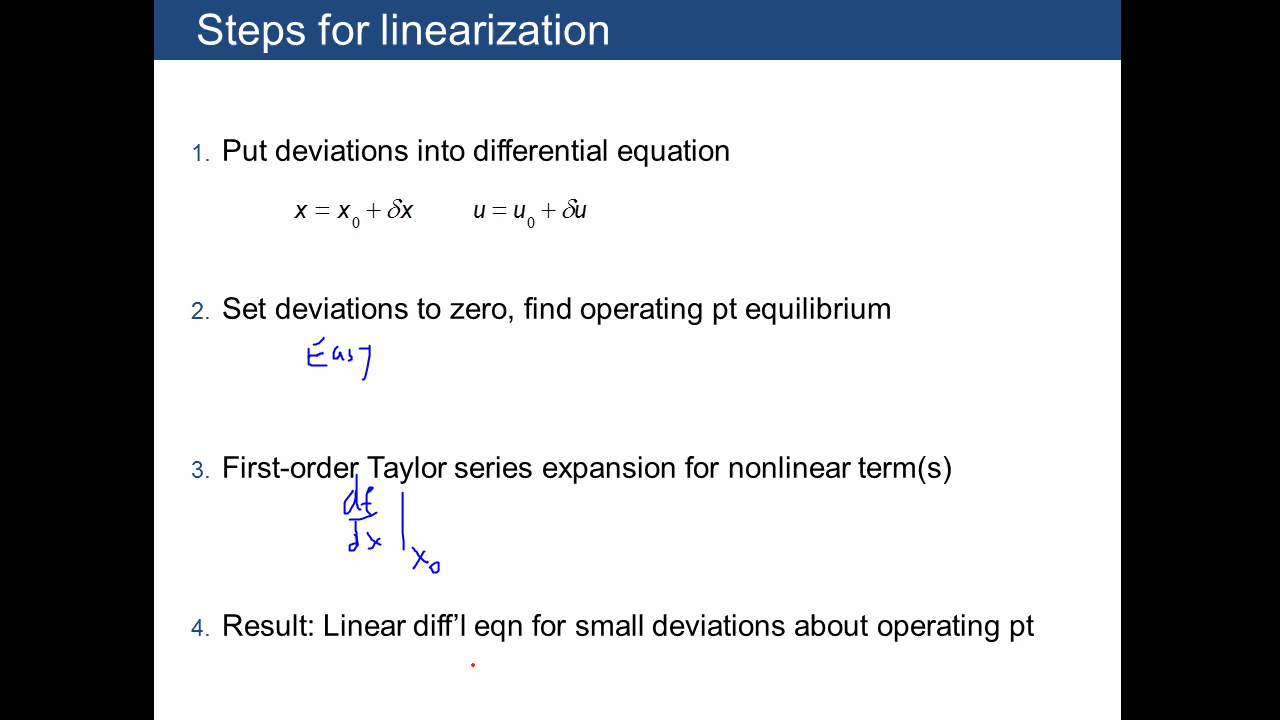 Steps for linearization
1. Put deviations into differential equation
x = x0 + δx u = u0 + δu
2. Set deviations to zero, find operating pt equilibrium
Easy
3. First-order Taylor series expansion for nonlinear term(s)
df
dx
x0
4. Result: Linear diff’l eqn for small deviations about operating pt